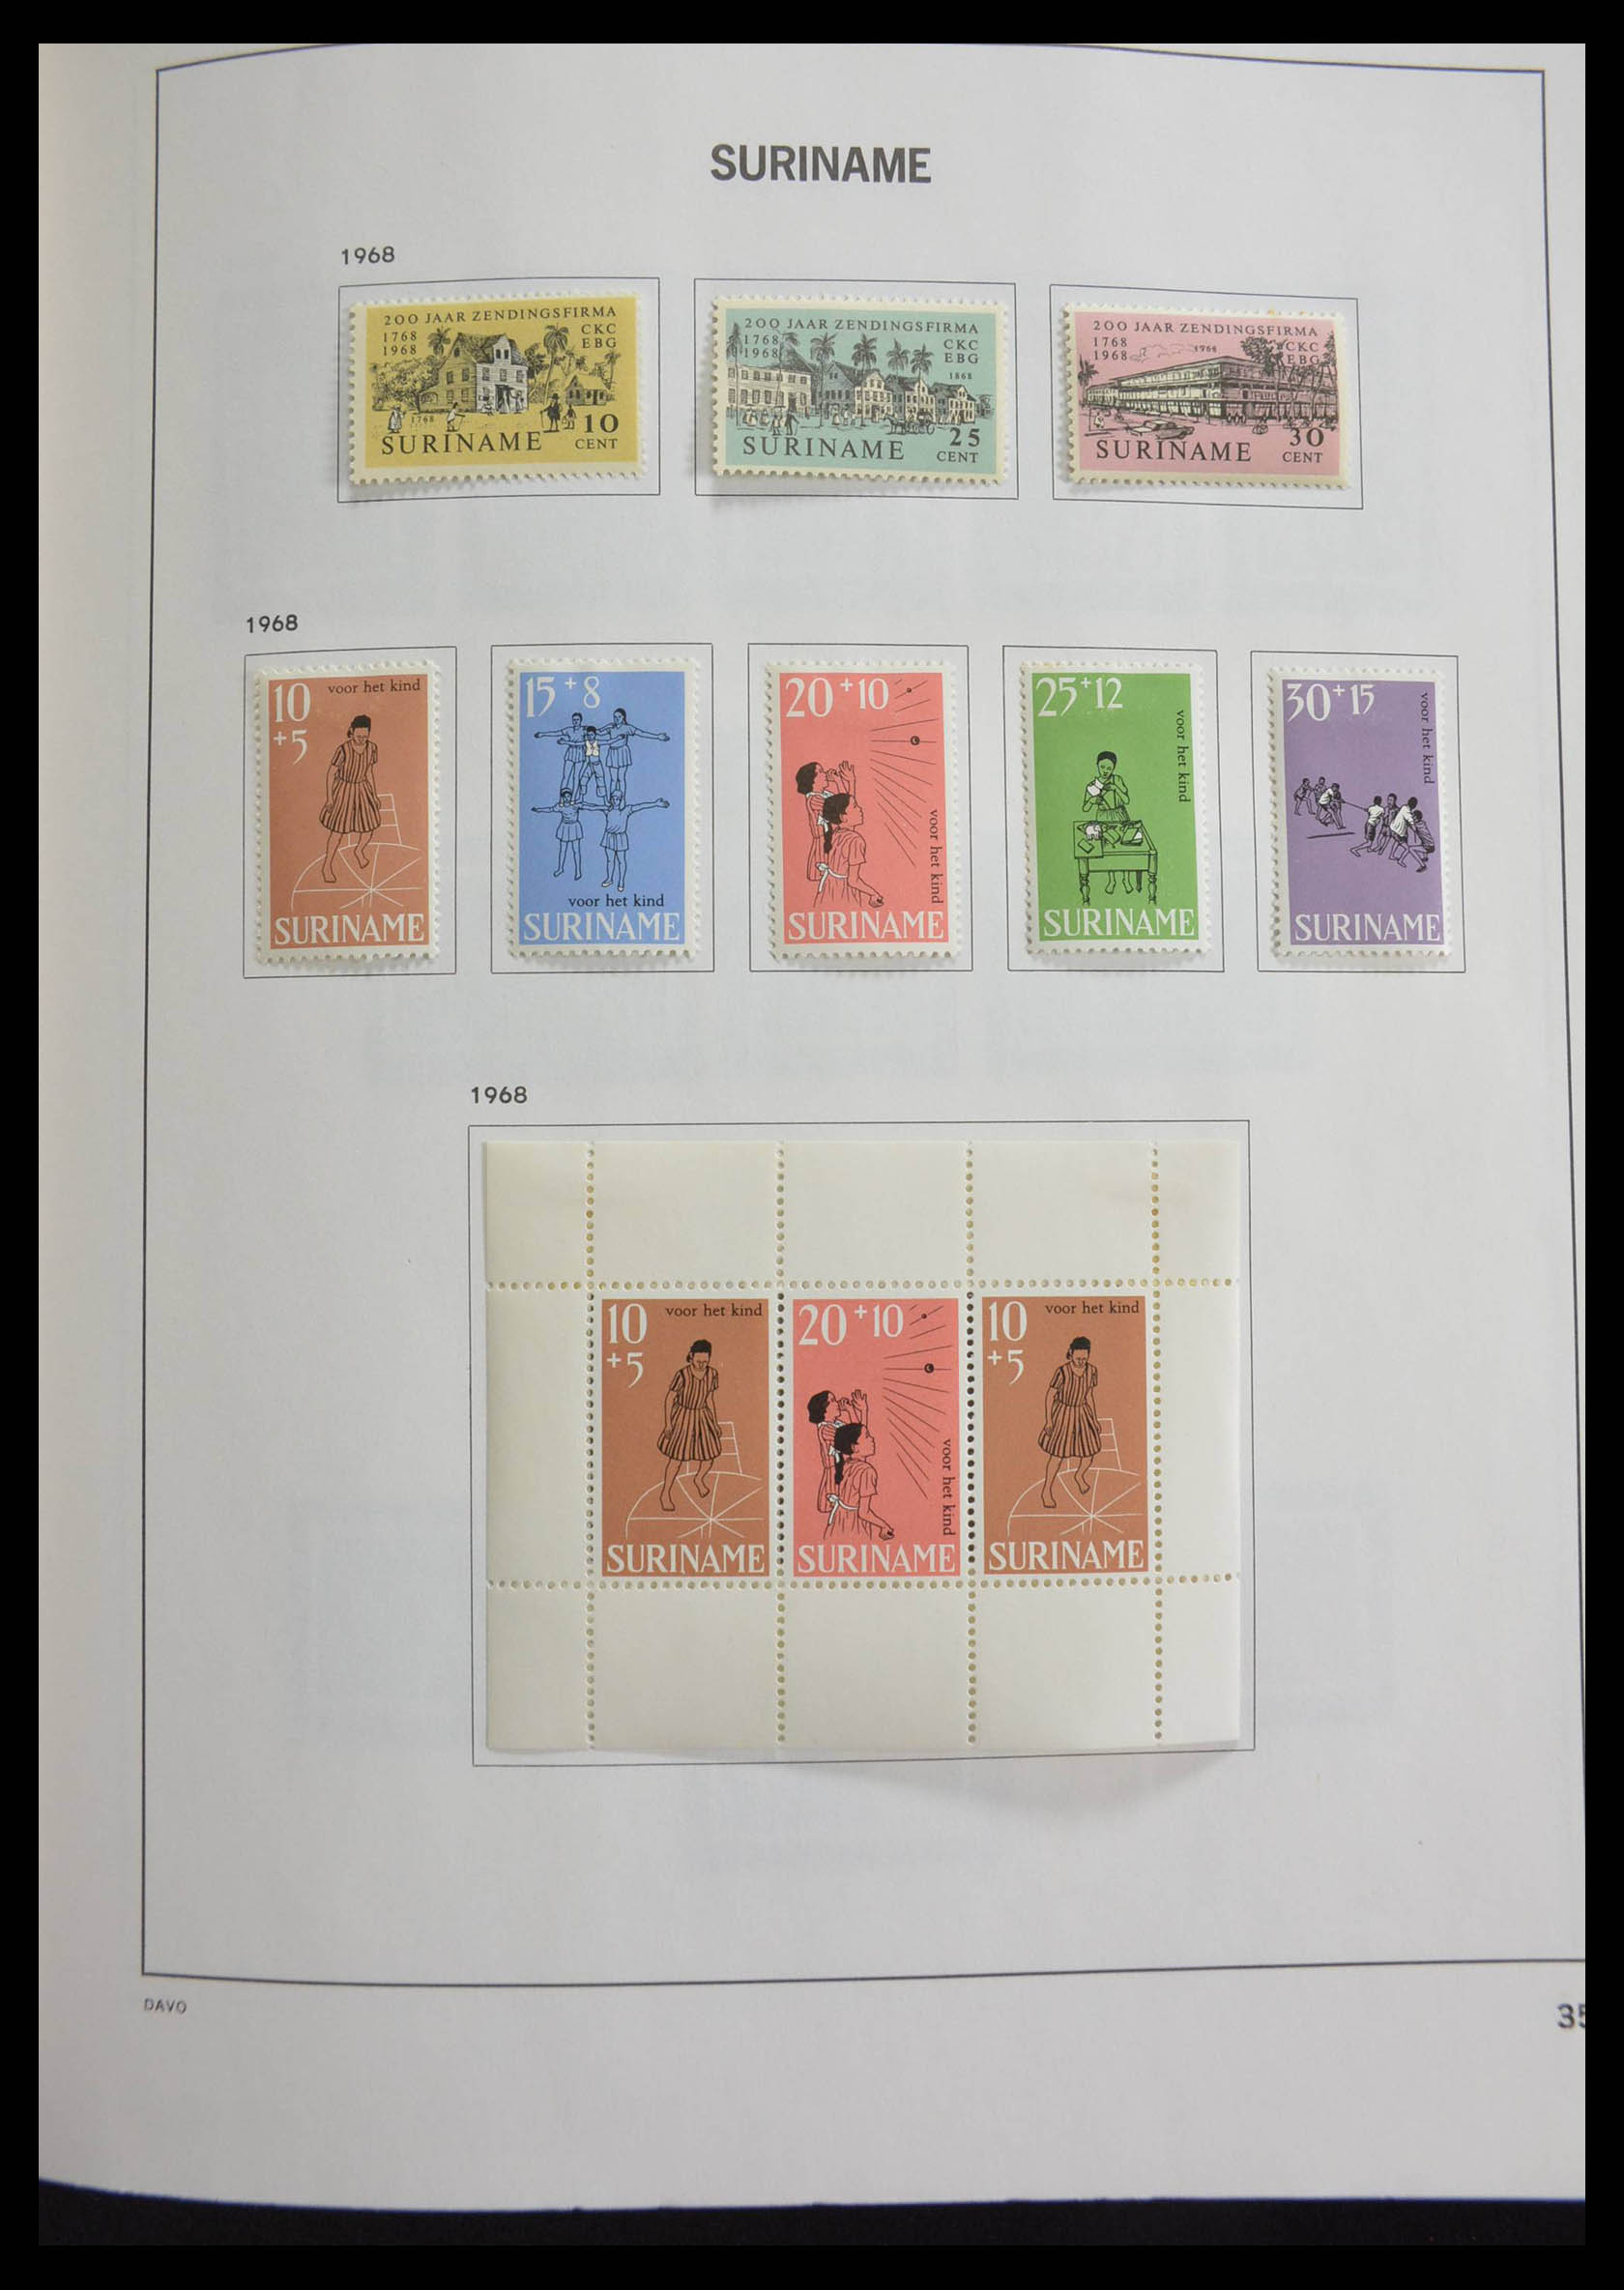 SURINAME
1968
200 JAAR ZENDINGSFIRMA
1768
1968
CKC
EBG
1768
SURINAME
10
CENT
200 JAAR ZENDINGSFIRMA
1768
1968
CKC
EBG
1868
SURINAME
25
CENT
200 JAAR ZENDINGSFIRMA
1768
1968
1968
CKC
EBG
SURINAME
30
CENT
1968
10
+5
voor het kind
SURINAME
15+8
voor het kind
SURINAME
20+10
voor het kind
SURINAME
25+12
voor het kind
SURINAME
30+15
voor het kind
SURINAME
1968
10
+5
voor het kind
SURINAME
20+10
voor het kind
SURINAME
10
+5
voor het kind
SURINAME
DAVO